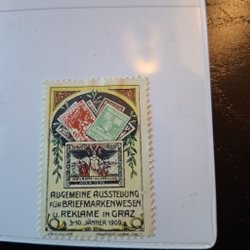 ALLGEMEINE AUSSTELLUNG
FÜR BRIEFMARKENWESEN
U. REKLAME IN GRAZ
3-10. JÄNNER 1909